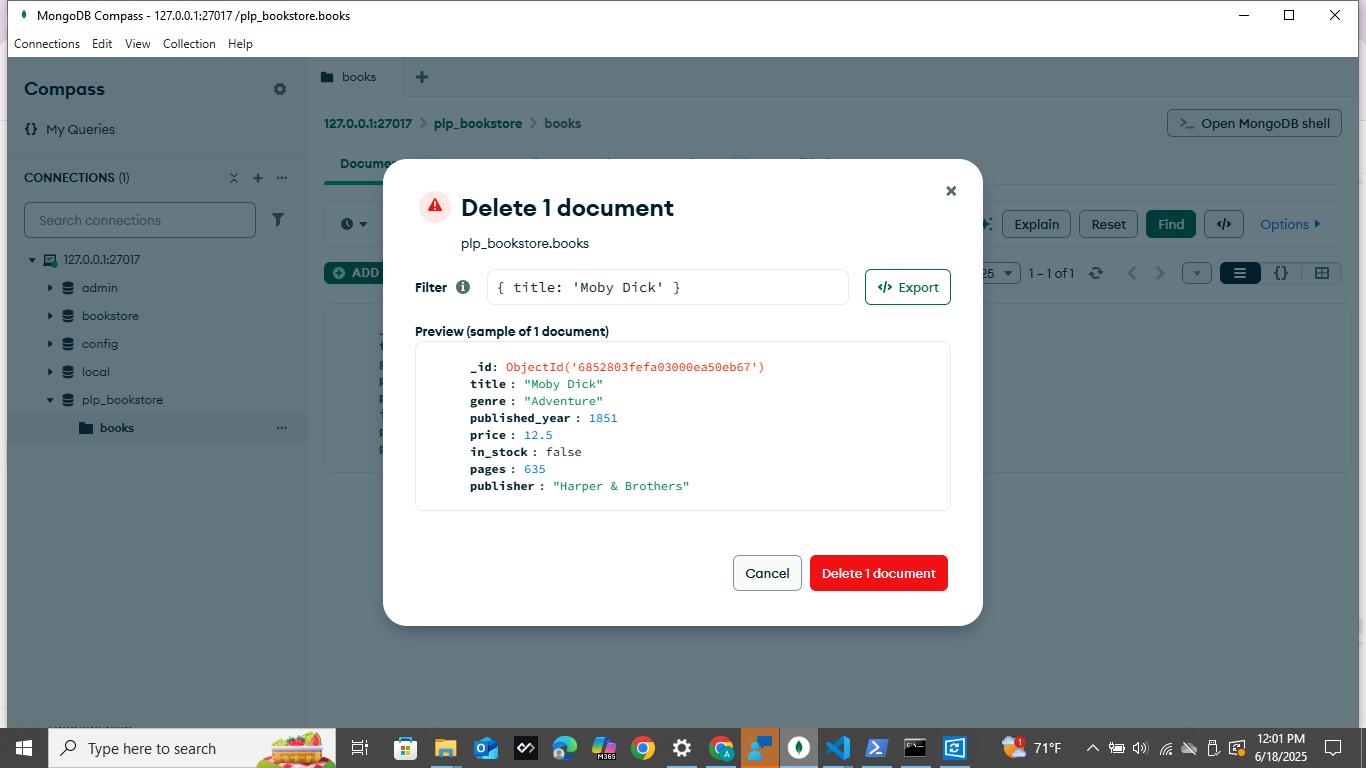 MongoDB Compass - 127.0.0.1:27017 /plp_bookstore.books
Connections Edit View Collection Help
Compass
My Queries
CONNECTIONS (1)
Search connections
127.0.0.1:27017
admin
bookstore
config
local
plp_bookstore
books
books
127.0.0.1:27017 > plp_bookstore > books
>_ Open MongoDB shell
Explain Reset Find </> Options
ADD
25 1 – 1 of 1
{}
Delete 1 document
plp_bookstore.books
Filter { title: 'Moby Dick' } </> Export
Preview (sample of 1 document)
_id: ObjectId('6852803fefa03000ea50eb67')
title : "Moby Dick"
genre : "Adventure"
published_year : 1851
price : 12.5
in_stock : false
pages : 635
publisher : "Harper & Brothers"
Cancel Delete 1 document
Type here to search
M365
A
1
71°F
12:01 PM
6/18/2025